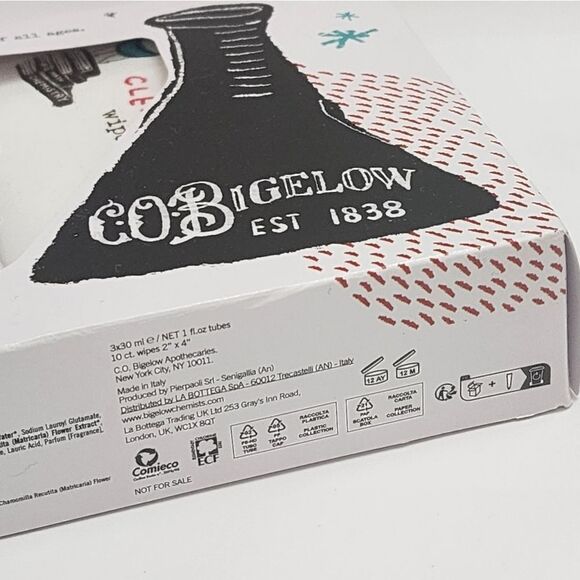 all ages.
CHEMISTRY
CLE
wip
C.O. BIGELOW
EST 1838
3x30 ml e / NET 1 fl.oz tubes
10 ct. wipes 2" x 4"
C.O. Bigelow Apothecaries.
New York City, NY 10011.
Made in Italy
Produced by Pierpaoli Srl - Senigallia (An)
Distributed by LA BOTTEGA SpA - 60012 Trecastelli (AN) - Italy
www.bigelowchemists.com
La Bottega Trading UK Ltd 253 Gray's Inn Road,
London, UK, WC1X 8QT
12 AY
12 M
Sodium Lauroyl Glutamate,
(Matricaria) Flower Extract*,
Lauric Acid, Parfum (Fragrance).
Chamomilla Recutita (Matricaria) Flower
Comieco
ECF
NOT FOR SALE
TUBO
TUBE
PP
TAPPO
CAP
RACCOLTA
PLASTICA
PLASTIC
COLLECTION
PAP
SCATOLA
BOX
RACCOLTA
CARTA
PAPER
COLLECTION